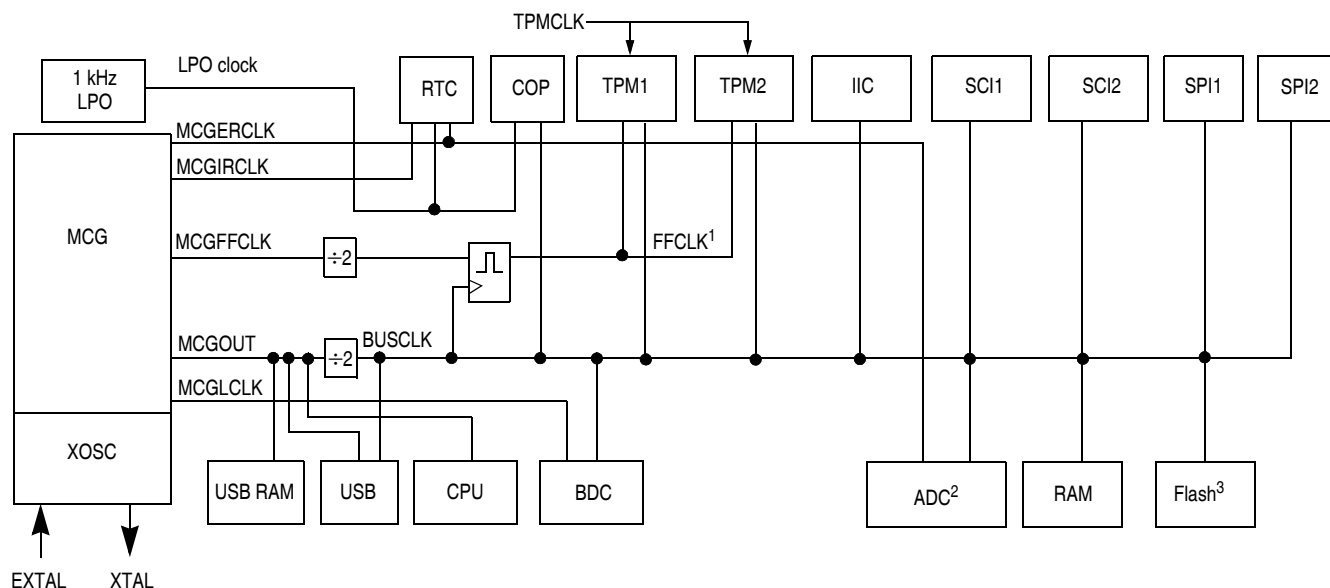 TPMCLK
LPO clock
1 kHz
LPO
RTC
COP
TPM1
TPM2
IIC
SCI1
SCI2
SPI1
SPI2
MCGERCLK
MCGIRCLK
MCG
MCGFFCLK
÷2
FFCLK¹
MCGOUT
÷2
BUSCLK
MCGLCLK
XOSC
USB RAM
USB
CPU
BDC
ADC²
RAM
Flash³
EXTAL
XTAL